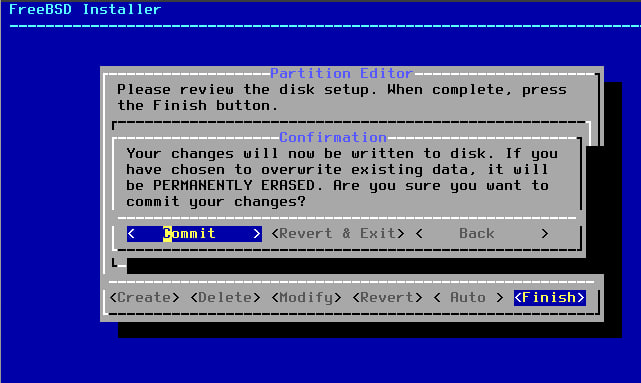 FreeBSD Installer
Partition Editor
Please review the disk setup. When complete, press
the Finish button.
Confirmation
Your changes will now be written to disk. If you
have chosen to overwrite existing data, it will
be PERMANENTLY ERASED. Are you sure you want to
commit your changes?
< Commit > <Revert & Exit> < Back >
<Create> <Delete> <Modify> <Revert> < Auto > <Finish>